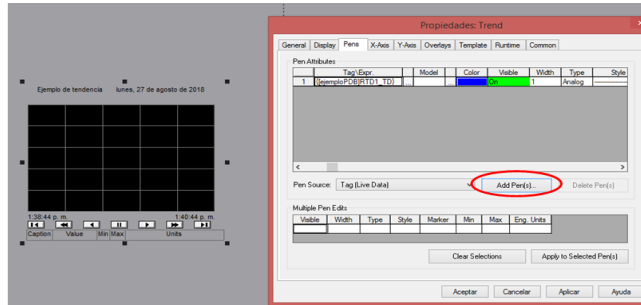 Ejemplo de tendencia lunes, 27 de agosto de 2018
1:38:44 p. m. 1:40:44 p. m.
Caption Value Min Max Units
Propiedades: Trend
General Display Pens X-Axis Y-Axis Overlays Template Runtime Common
Pen Attributes
Tag\Expr. Model Color Visible Width Type Style
1 {[ejemploPDB]RTD1_TD} ... On 1 Analog
Pen Source: Tag (Live Data) Add Pen(s)... Delete Pen(s)
Multiple Pen Edits
Visible Width Type Style Marker Min Max Eng. Units
Clear Selections Apply to Selected Pen(s)
Aceptar Cancelar Aplicar Ayuda